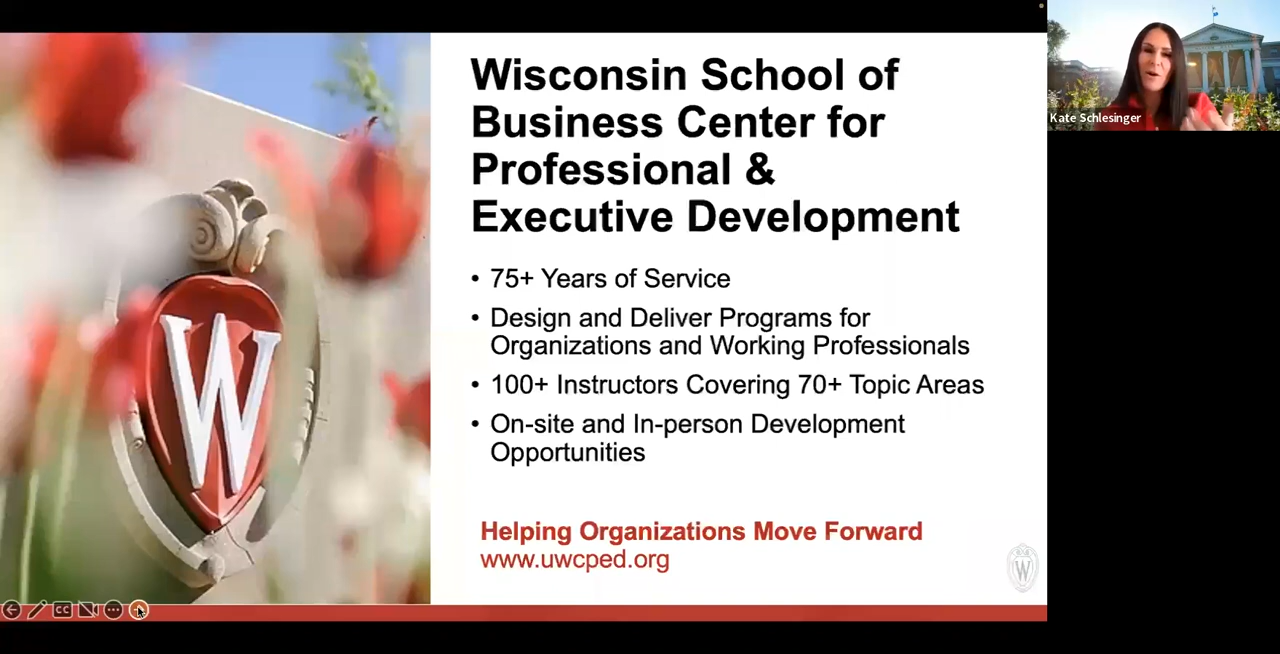 Wisconsin School of
Business Center for
Professional &
Executive Development
• 75+ Years of Service
• Design and Deliver Programs for
Organizations and Working Professionals
• 100+ Instructors Covering 70+ Topic Areas
• On-site and In-person Development
Opportunities
Helping Organizations Move Forward
www.uwcped.org
W
W
CC
Kate Schlesinger